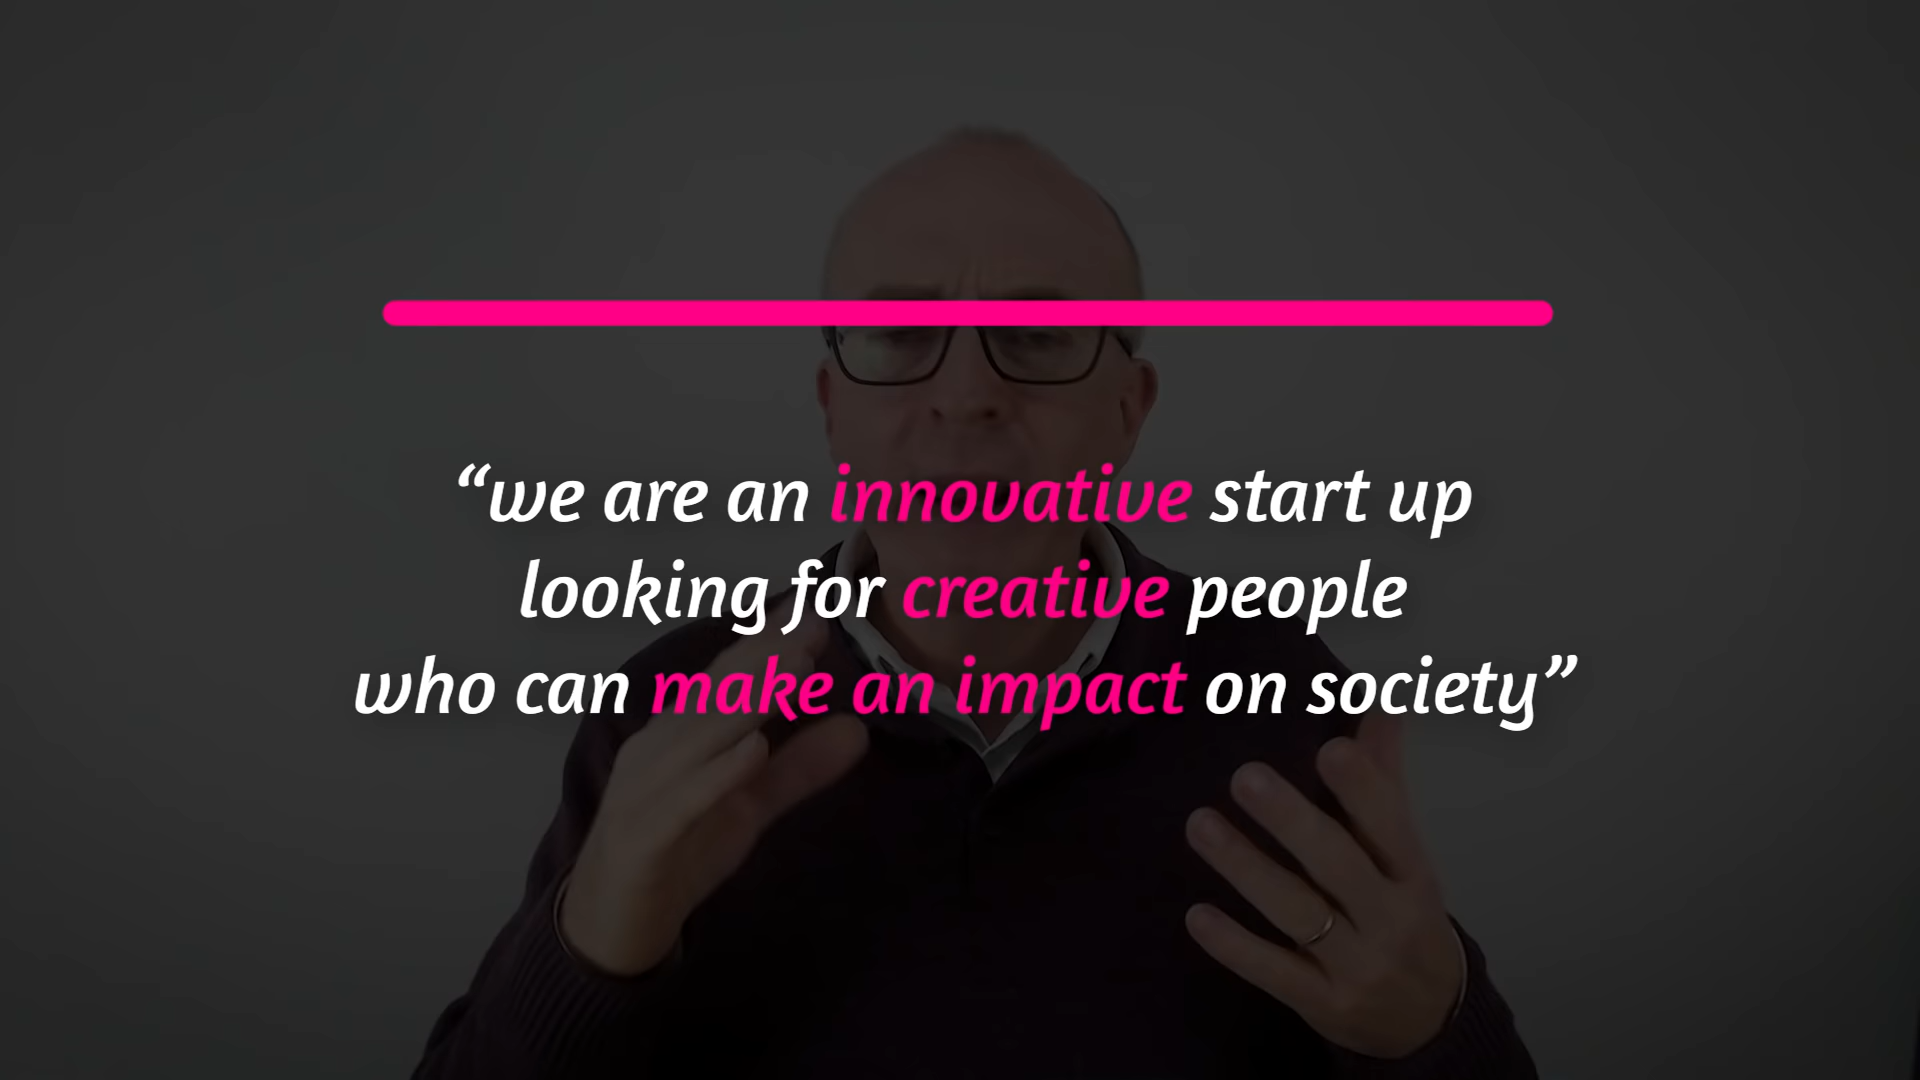 “we are an innovative start up
looking for creative people
who can make an impact on society”